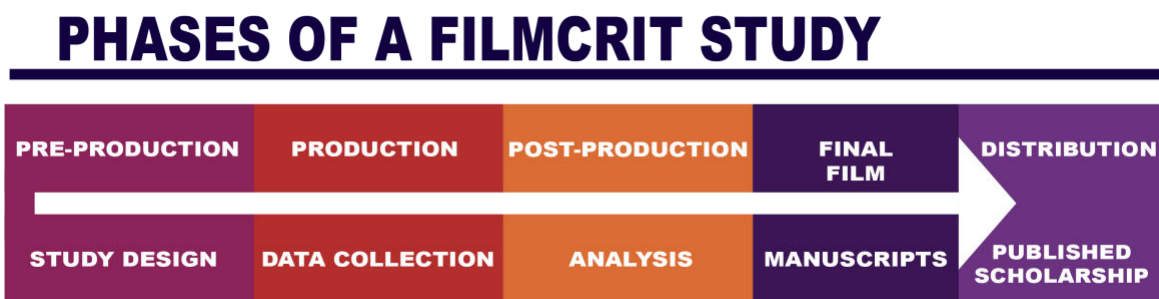 PHASES OF A FILMCRIT STUDY
PRE-PRODUCTION
PRODUCTION
POST-PRODUCTION
FINAL
FILM
DISTRIBUTION
STUDY DESIGN
DATA COLLECTION
ANALYSIS
MANUSCRIPTS
PUBLISHED
SCHOLARSHIP